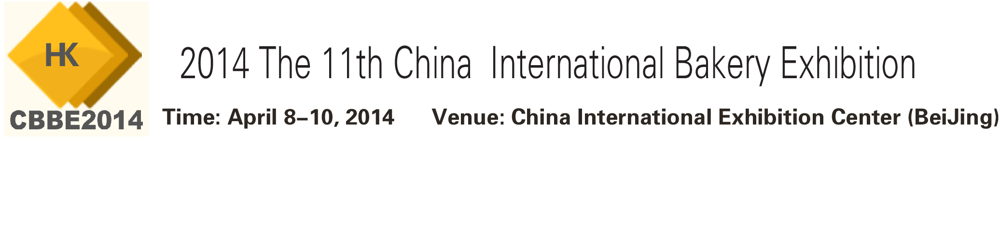 HK
CBBE2014
2014 The 11th China International Bakery Exhibition
Time: April 8–10, 2014 Venue: China International Exhibition Center (BeiJing)